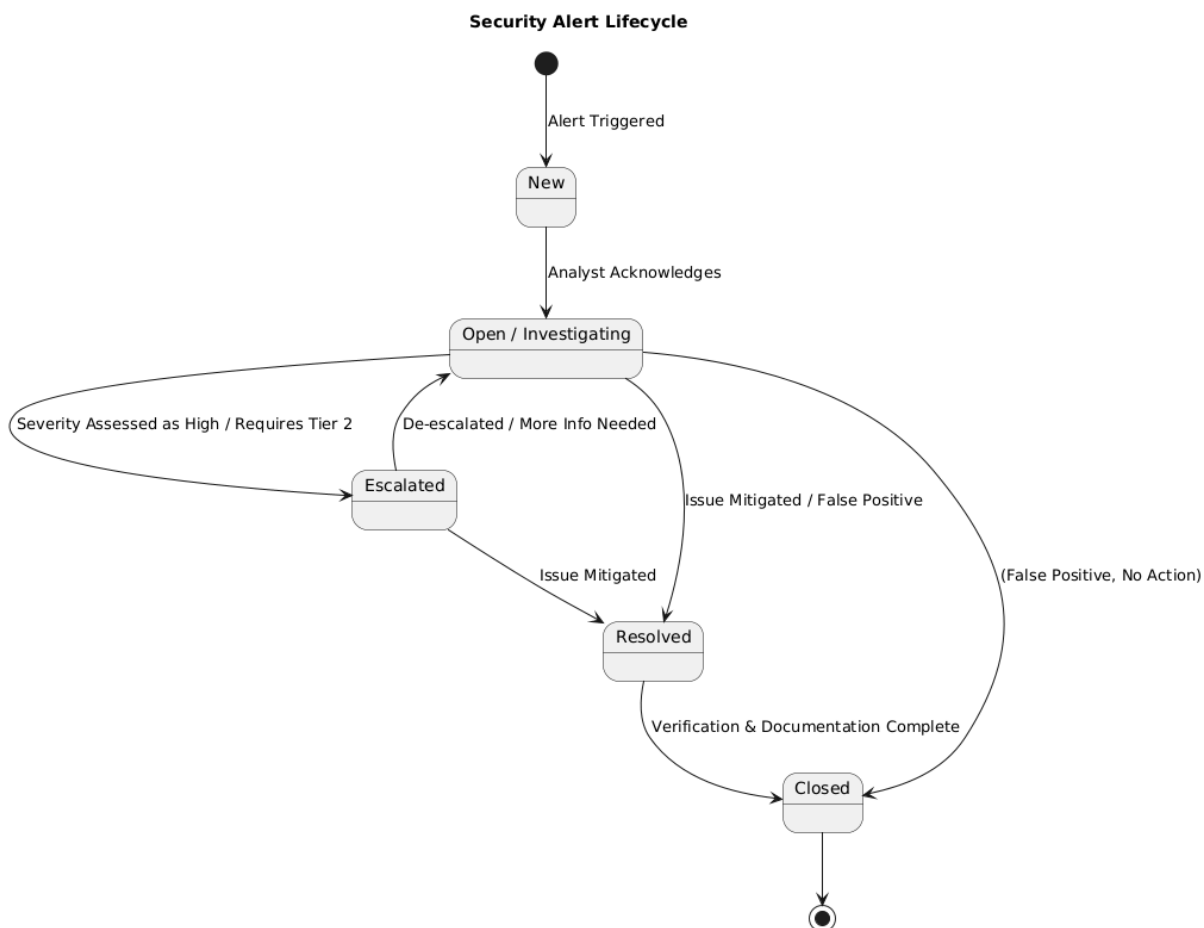 Security Alert Lifecycle
Alert Triggered
New
Analyst Acknowledges
Open / Investigating
Severity Assessed as High / Requires Tier 2
De-escalated / More Info Needed
Escalated
Issue Mitigated / False Positive
Issue Mitigated
(False Positive, No Action)
Resolved
Verification & Documentation Complete
Closed